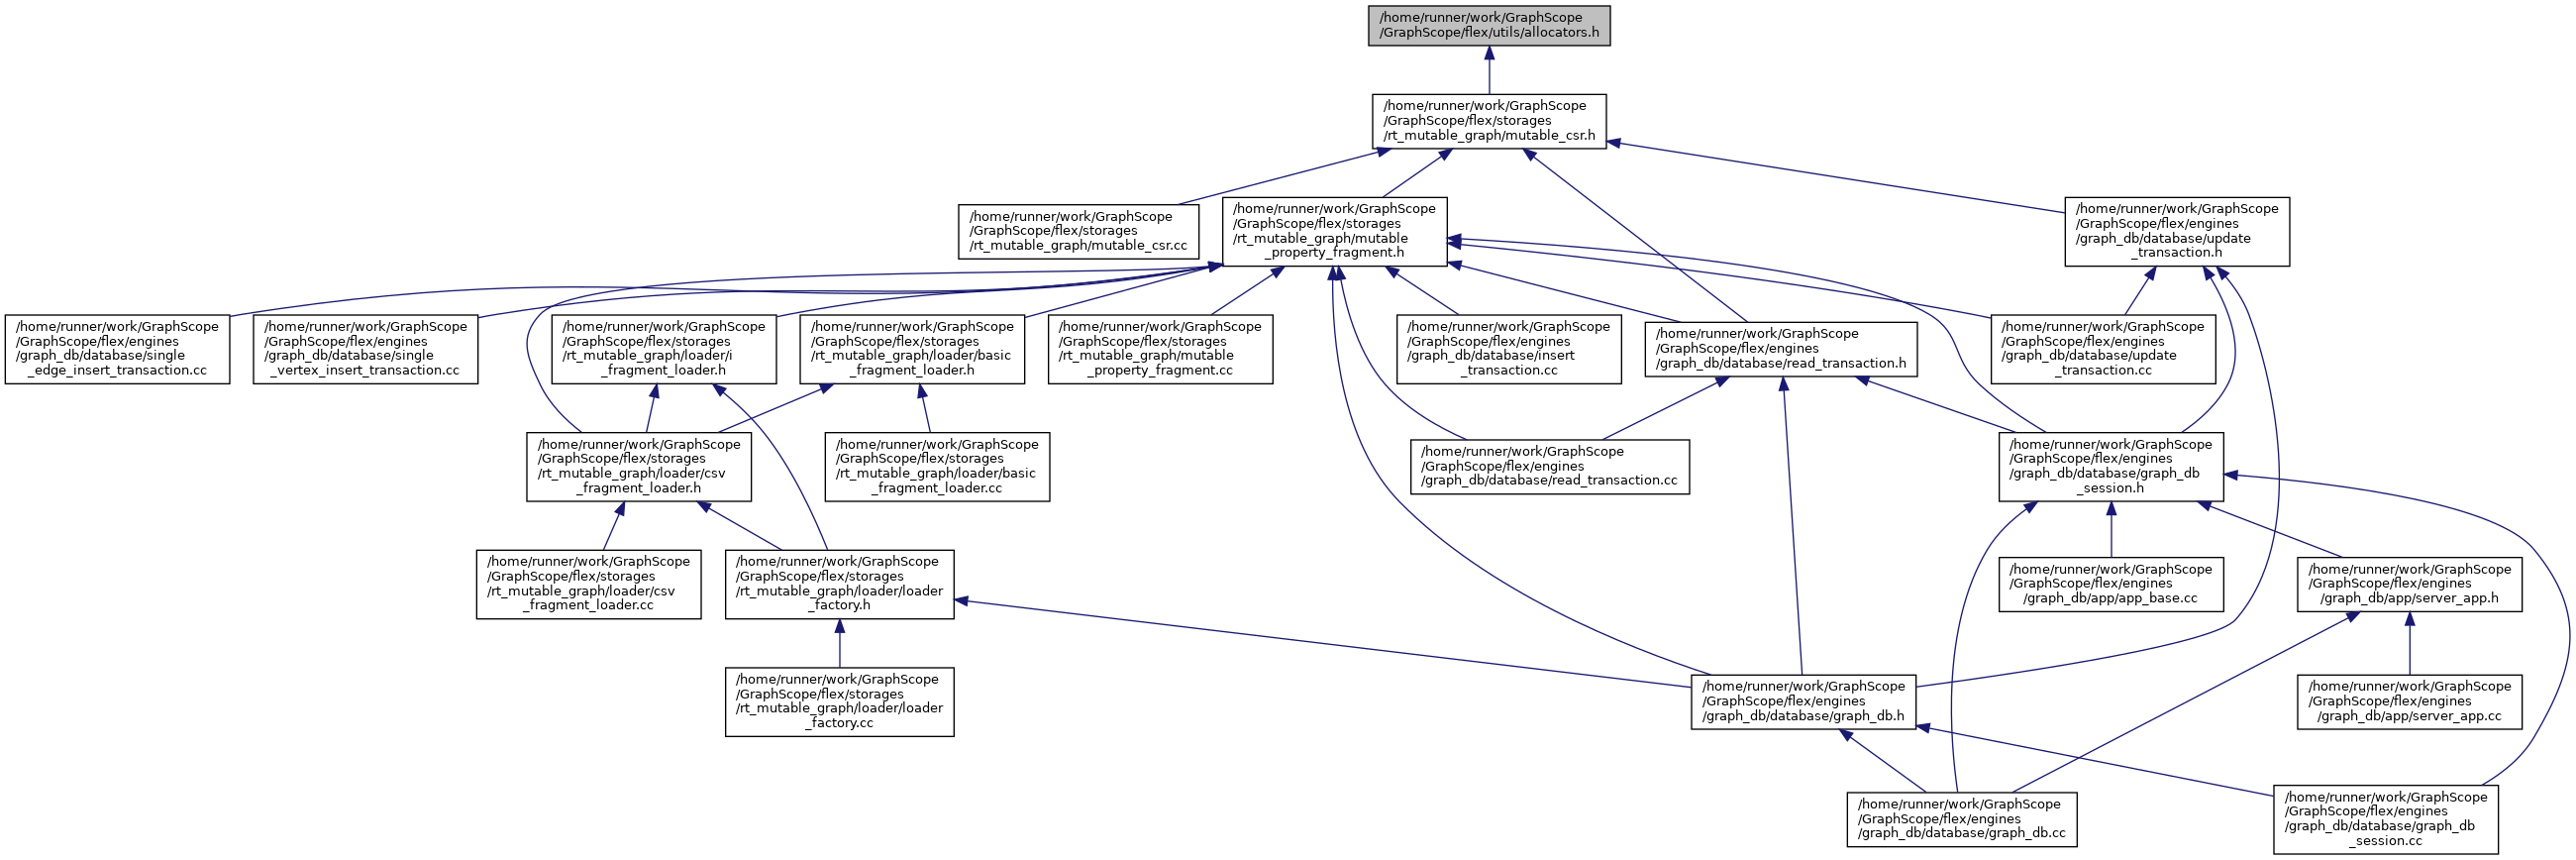 /home/runner/work/GraphScope
/GraphScope/flex/utils/allocators.h
/home/runner/work/GraphScope
/GraphScope/flex/storages
/rt_mutable_graph/mutable_csr.h
/home/runner/work/GraphScope
/GraphScope/flex/storages
/rt_mutable_graph/mutable_csr.cc
/home/runner/work/GraphScope
/GraphScope/flex/storages
/rt_mutable_graph/mutable
_property_fragment.h
/home/runner/work/GraphScope
/GraphScope/flex/engines
/graph_db/database/update
_transaction.h
/home/runner/work/GraphScope
/GraphScope/flex/engines
/graph_db/database/single
_edge_insert_transaction.cc
/home/runner/work/GraphScope
/GraphScope/flex/engines
/graph_db/database/single
_vertex_insert_transaction.cc
/home/runner/work/GraphScope
/GraphScope/flex/storages
/rt_mutable_graph/loader/i
_fragment_loader.h
/home/runner/work/GraphScope
/GraphScope/flex/storages
/rt_mutable_graph/loader/basic
_fragment_loader.h
/home/runner/work/GraphScope
/GraphScope/flex/storages
/rt_mutable_graph/mutable
_property_fragment.cc
/home/runner/work/GraphScope
/GraphScope/flex/engines
/graph_db/database/insert
_transaction.cc
/home/runner/work/GraphScope
/GraphScope/flex/engines
/graph_db/database/read_transaction.h
/home/runner/work/GraphScope
/GraphScope/flex/engines
/graph_db/database/update
_transaction.cc
/home/runner/work/GraphScope
/GraphScope/flex/storages
/rt_mutable_graph/loader/csv
_fragment_loader.h
/home/runner/work/GraphScope
/GraphScope/flex/storages
/rt_mutable_graph/loader/basic
_fragment_loader.cc
/home/runner/work/GraphScope
/GraphScope/flex/engines
/graph_db/database/read_transaction.cc
/home/runner/work/GraphScope
/GraphScope/flex/engines
/graph_db/database/graph_db
_session.h
/home/runner/work/GraphScope
/GraphScope/flex/storages
/rt_mutable_graph/loader/csv
_fragment_loader.cc
/home/runner/work/GraphScope
/GraphScope/flex/storages
/rt_mutable_graph/loader/loader
_factory.h
/home/runner/work/GraphScope
/GraphScope/flex/engines
/graph_db/app/app_base.cc
/home/runner/work/GraphScope
/GraphScope/flex/engines
/graph_db/app/server_app.h
/home/runner/work/GraphScope
/GraphScope/flex/storages
/rt_mutable_graph/loader/loader
_factory.cc
/home/runner/work/GraphScope
/GraphScope/flex/engines
/graph_db/database/graph_db.h
/home/runner/work/GraphScope
/GraphScope/flex/engines
/graph_db/app/server_app.cc
/home/runner/work/GraphScope
/GraphScope/flex/engines
/graph_db/database/graph_db.cc
/home/runner/work/GraphScope
/GraphScope/flex/engines
/graph_db/database/graph_db
_session.cc